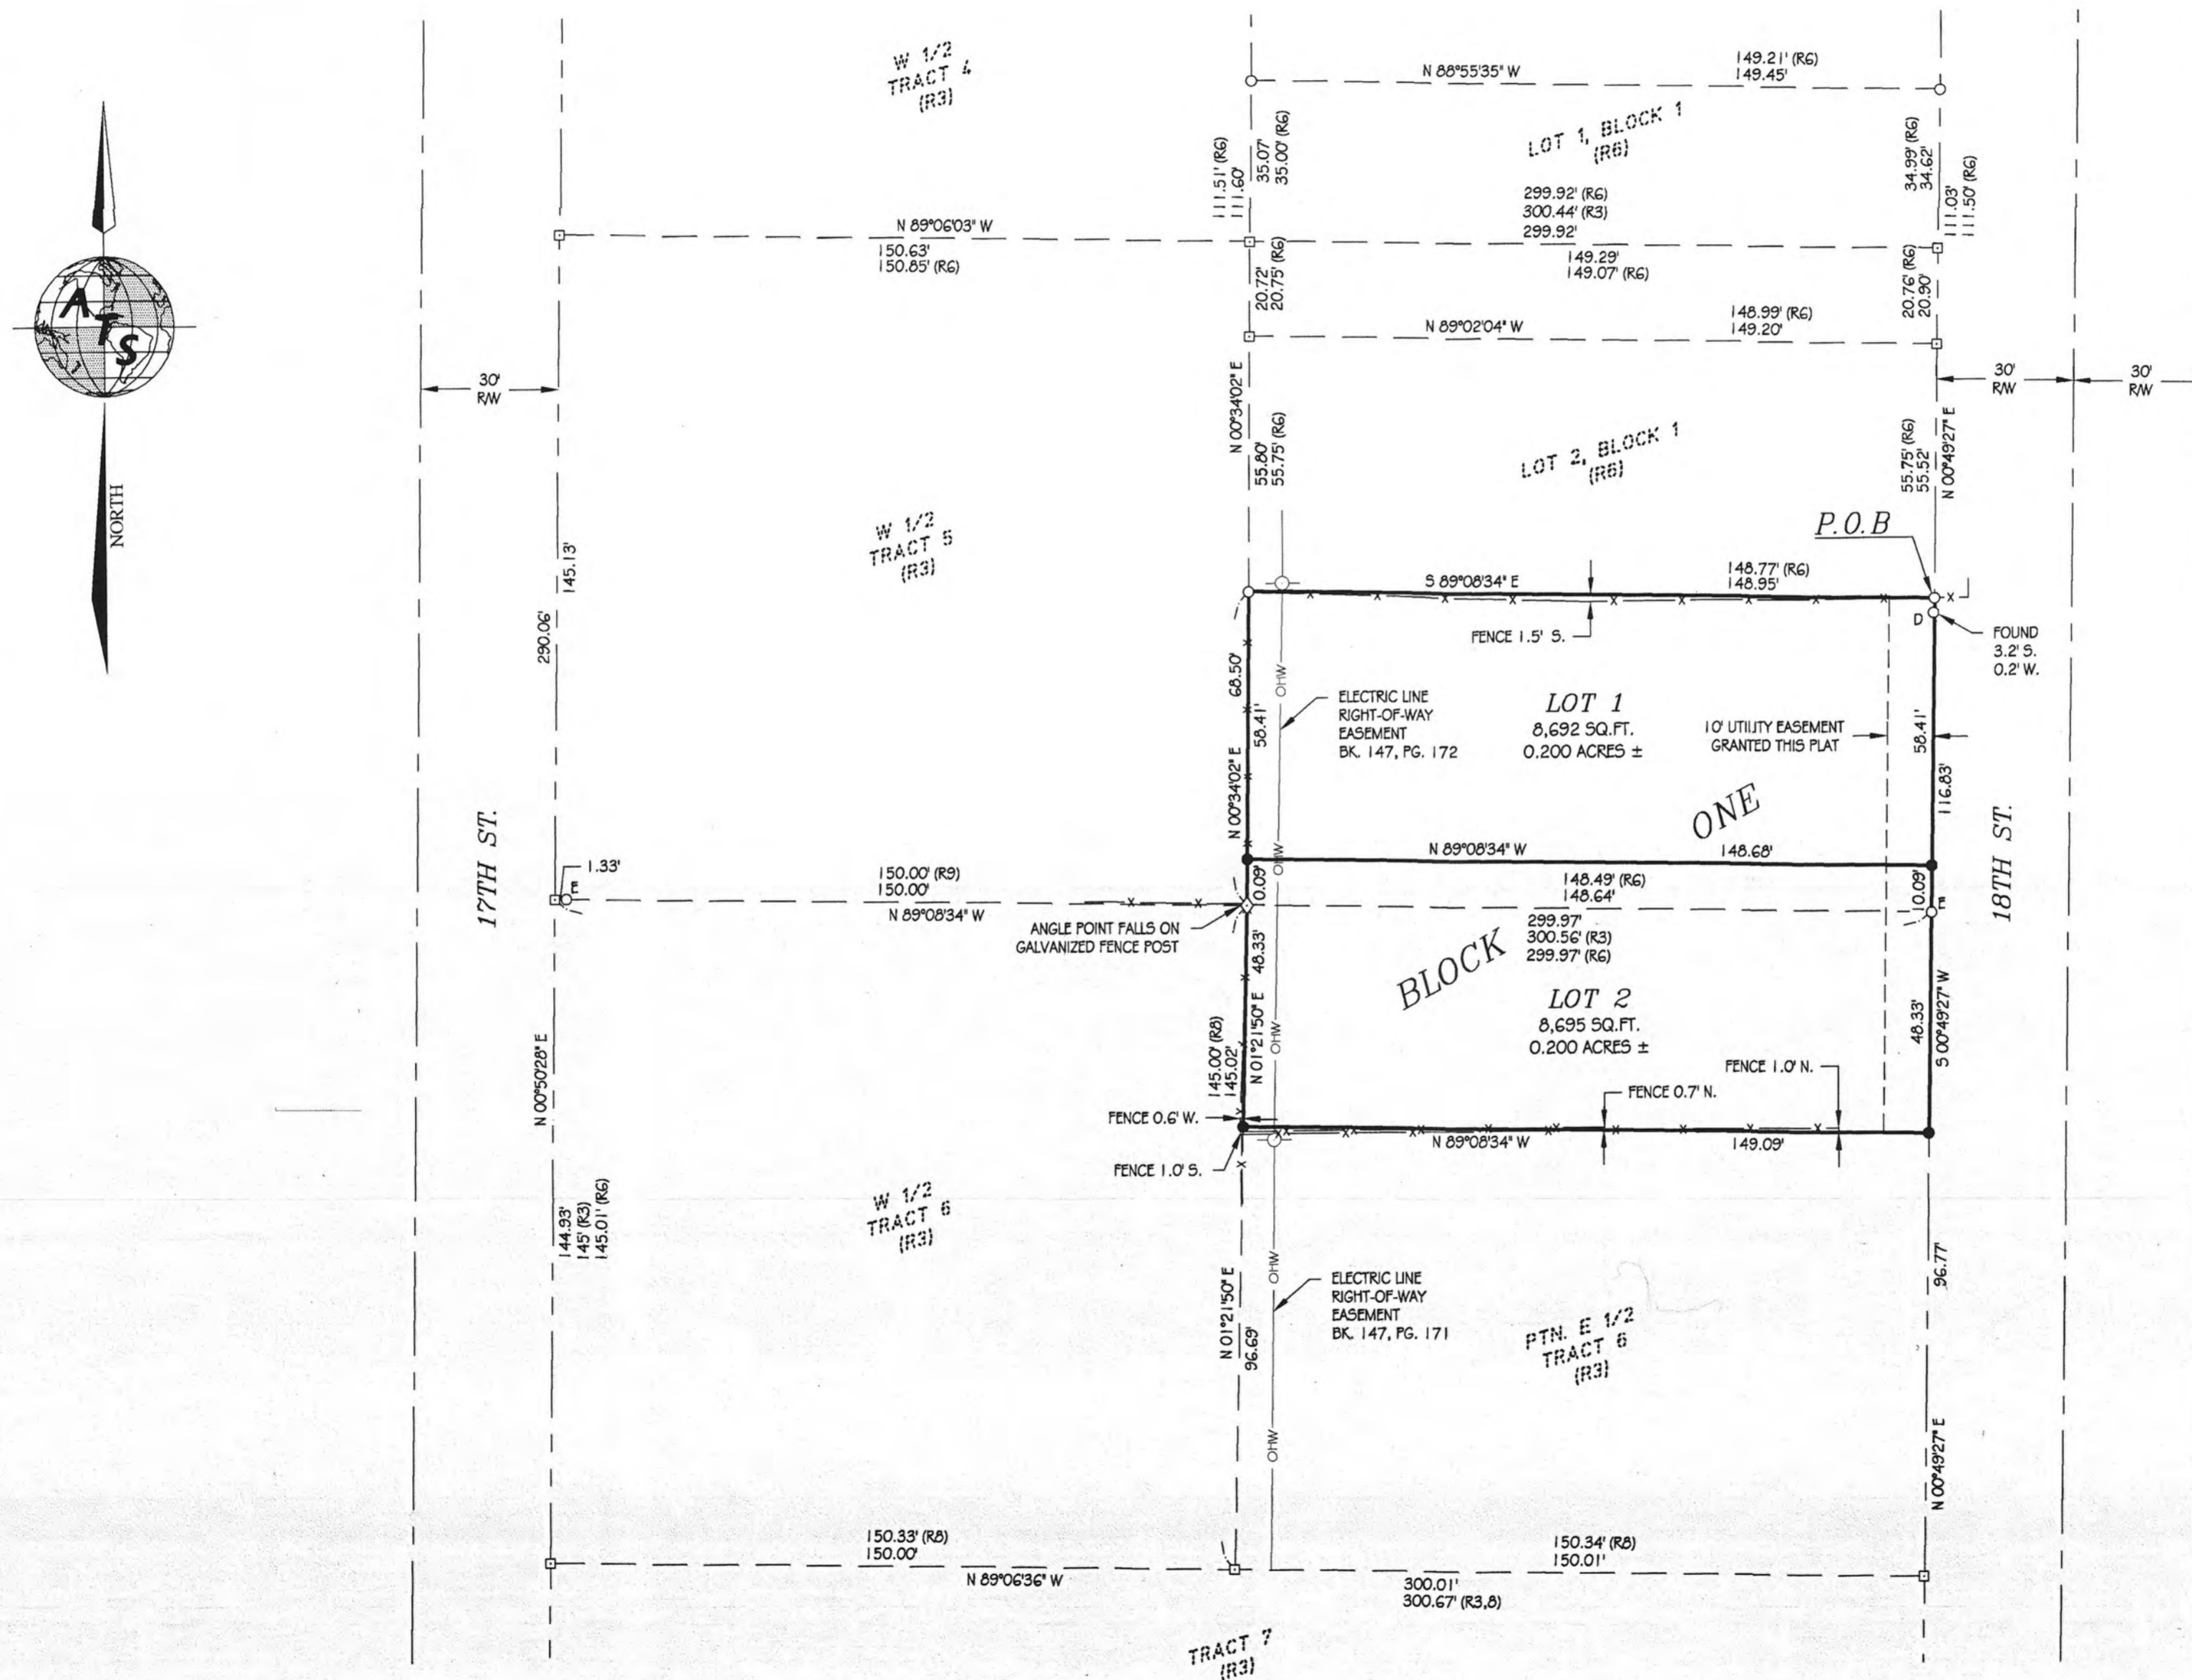 W 1/2
TRACT 4
(R3)
N 88°55'35" W
149.21' (R6)
149.45'
LOT 1, BLOCK 1
(R6)
111.51' (R6)
111.60'
35.07'
35.00' (R6)
34.99' (R6)
34.62'
111.03'
111.50' (R6)
299.92' (R6)
300.44' (R3)
299.92'
N 89°06'03" W
150.63'
150.85' (R6)
149.29'
149.07' (R6)
20.72'
20.75' (R6)
20.76' (R6)
20.90'
N 89°02'04" W
148.99' (R6)
149.20'
A
T
S
NORTH
30'
R/W
30'
R/W
30'
R/W
N 00°34'02" E
55.80'
55.75' (R6)
LOT 2, BLOCK 1
(R6)
55.75' (R6)
55.52'
N 00°49'27" E
W 1/2
TRACT 5
(R3)
145.13'
290.06'
P.O.B
S 89°08'34" E
148.77' (R6)
148.95'
FENCE 1.5' S.
D
FOUND
3.2' S.
0.2' W.
68.50'
58.41'
N 00°34'02" E
OHW
ELECTRIC LINE
RIGHT-OF-WAY
EASEMENT
BK. 147, PG. 172
LOT 1
8,692 SQ.FT.
0.200 ACRES ±
10' UTILITY EASEMENT
GRANTED THIS PLAT
58.41'
116.83'
ONE
17TH ST.
18TH ST.
OHW
N 89°08'34" W
148.68'
1.33'
E
150.00' (R9)
150.00'
N 89°08'34" W
10.09'
148.49' (R6)
148.64'
10.09'
E
ANGLE POINT FALLS ON
GALVANIZED FENCE POST
299.97'
300.56' (R3)
299.97' (R6)
BLOCK
48.33'
N 01°21'50" E
145.00' (R8)
145.02'
OHW
LOT 2
8,695 SQ.FT.
0.200 ACRES ±
48.33'
S 00°49'27" W
N 00°50'28" E
FENCE 1.0' N.
FENCE 0.7' N.
FENCE 0.6' W.
N 89°08'34" W
149.09'
FENCE 1.0' S.
W 1/2
TRACT 6
(R3)
144.93'
145' (R3)
145.01' (R6)
N 01°21'50" E
96.69'
OHW
ELECTRIC LINE
RIGHT-OF-WAY
EASEMENT
BK. 147, PG. 171
PTN. E 1/2
TRACT 6
(R3)
96.77'
OHW
N 00°49'27" E
150.33' (R8)
150.00'
N 89°06'36" W
150.34' (R8)
150.01'
300.01'
300.67' (R3,8)
TRACT 7
(R3)